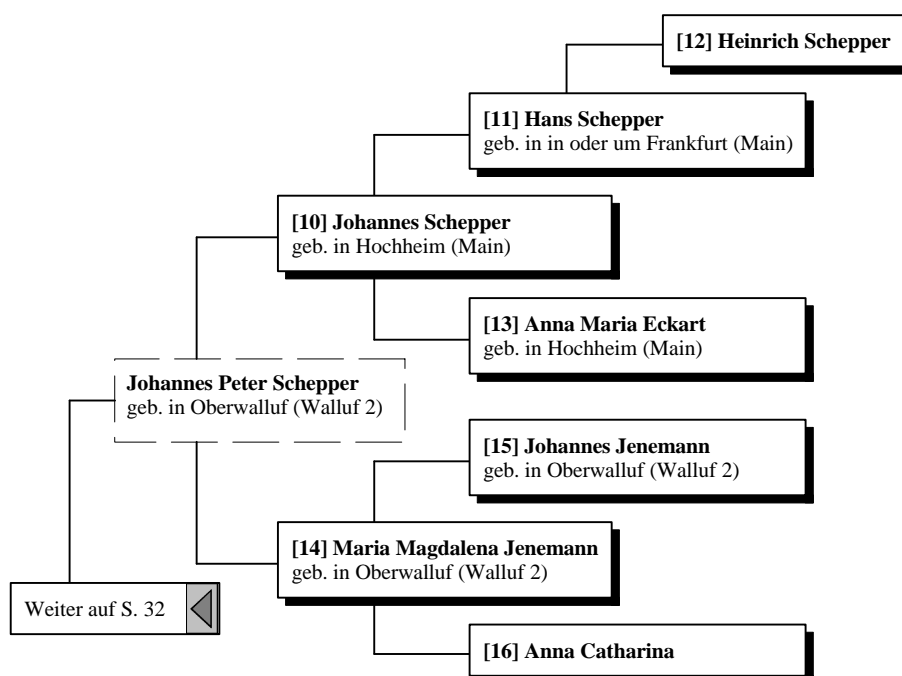 [12] Heinrich Schepper
[11] Hans Schepper
geb. in in oder um Frankfurt (Main)
[10] Johannes Schepper
geb. in Hochheim (Main)
[13] Anna Maria Eckart
geb. in Hochheim (Main)
Johannes Peter Schepper
geb. in Oberwalluf (Walluf 2)
[15] Johannes Jenemann
geb. in Oberwalluf (Walluf 2)
[14] Maria Magdalena Jenemann
geb. in Oberwalluf (Walluf 2)
Weiter auf S. 32
[16] Anna Catharina